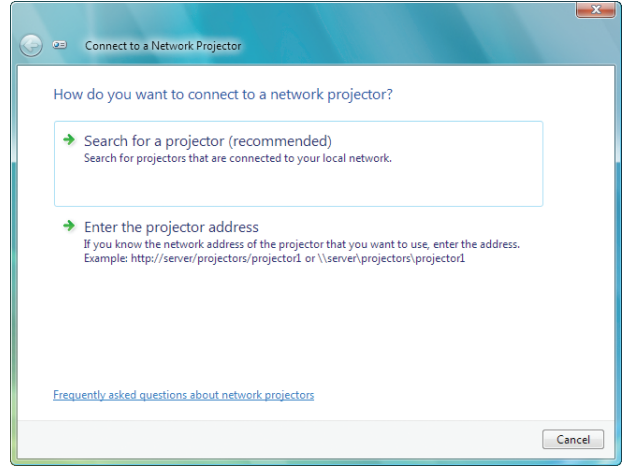 Connect to a Network Projector
How do you want to connect to a network projector?
Search for a projector (recommended)
Search for projectors that are connected to your local network.
Enter the projector address
If you know the network address of the projector that you want to use, enter the address.
Example: http://server/projectors/projector1 or \\server\projectors\projector1
Frequently asked questions about network projectors
Cancel